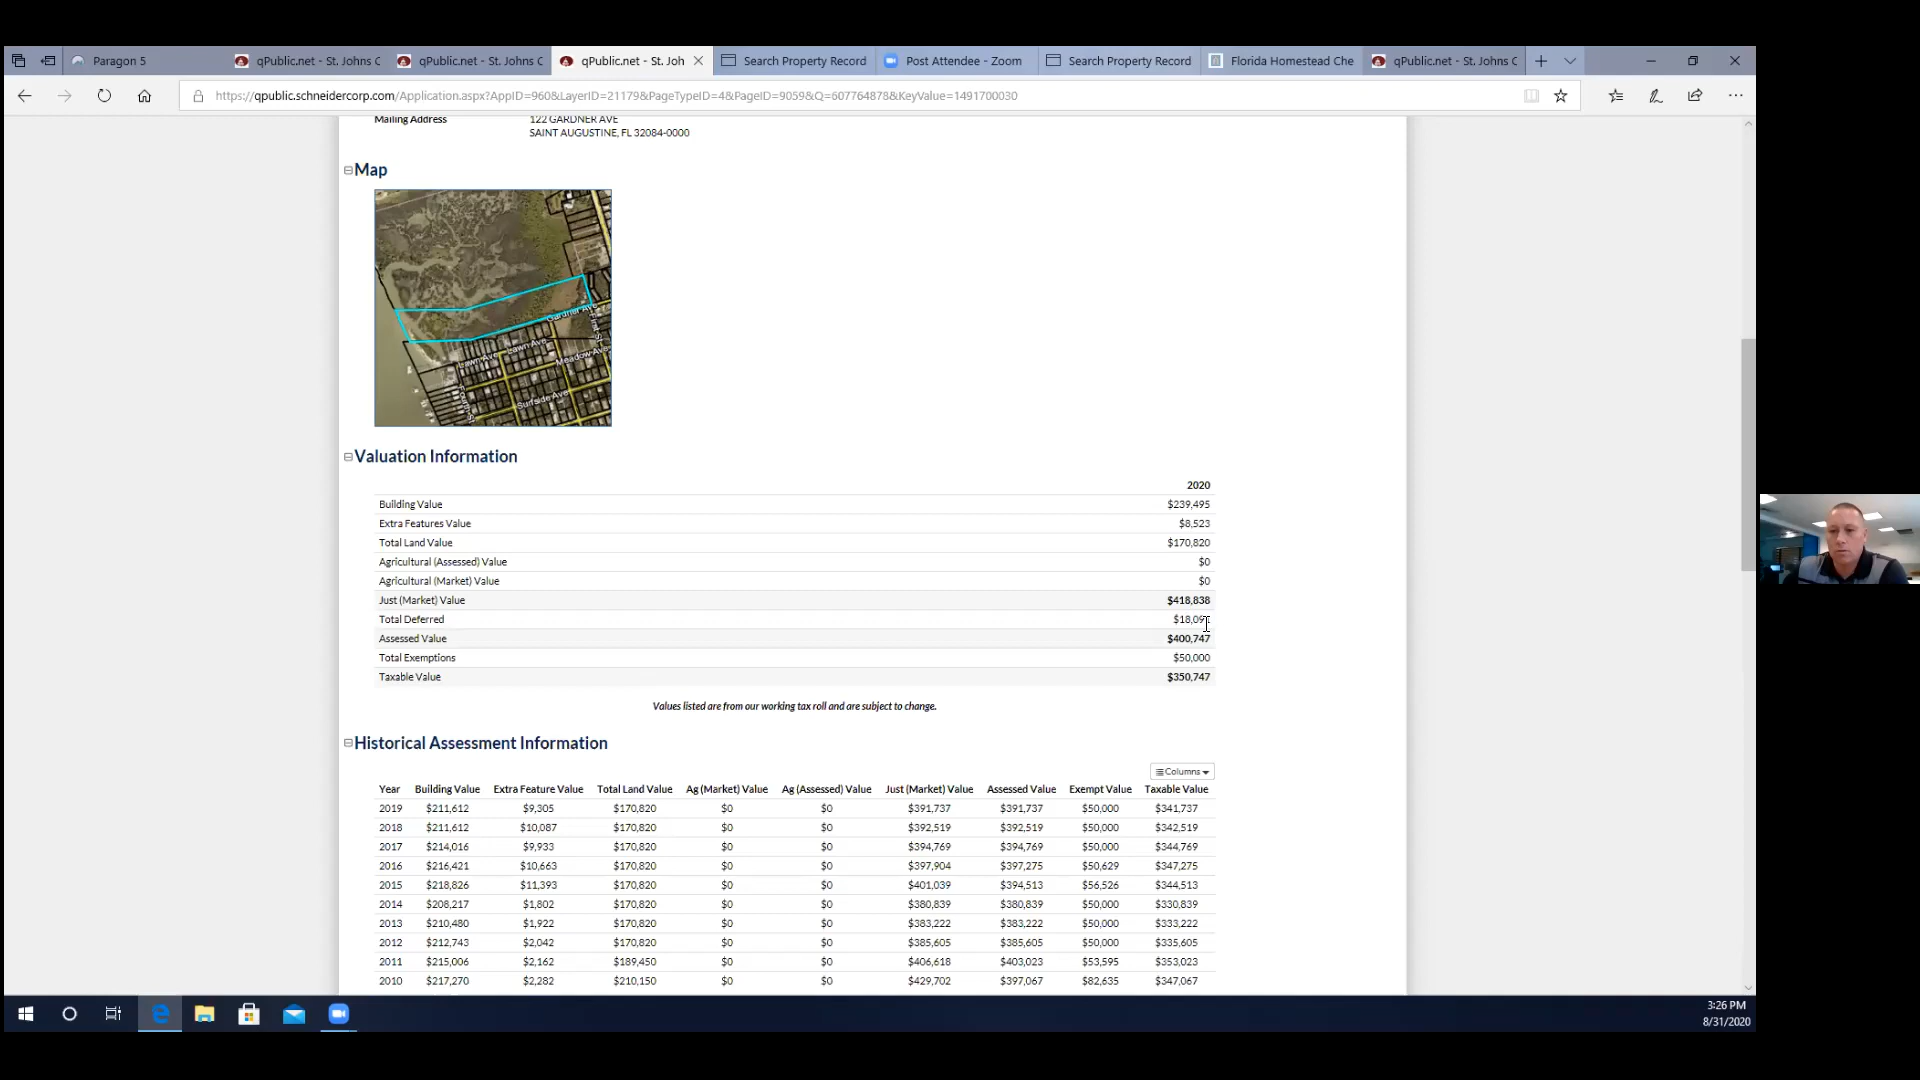 Paragon 5
qPublic.net - St. Johns C
qPublic.net - St. Johns C
qPublic.net - St. Joh
Search Property Record
Post Attendee - Zoom
Search Property Record
Florida Homestead Che
qPublic.net - St. Johns C
https://qpublic.schneidercorp.com/Application.aspx?AppID=960&LayerID=21179&PageTypeID=4&PageID=9059&Q=607764878&KeyValue=1491700030
Mailing Address 122 GARDNER AVE
SAINT AUGUSTINE, FL 32084-0000
Map
Gardner Ave
First St
Lawn Ave Lawn Ave
Meadow Ave
Surfside Ave
Fourth St
Valuation Information
2020
Building Value $239,495
Extra Features Value $8,523
Total Land Value $170,820
Agricultural (Assessed) Value $0
Agricultural (Market) Value $0
Just (Market) Value $418,838
Total Deferred $18,091
Assessed Value $400,747
Total Exemptions $50,000
Taxable Value $350,747
Values listed are from our working tax roll and are subject to change.
Historical Assessment Information
Columns
Year Building Value Extra Feature Value Total Land Value Ag (Market) Value Ag (Assessed) Value Just (Market) Value Assessed Value Exempt Value Taxable Value
2019 $211,612 $9,305 $170,820 $0 $0 $391,737 $391,737 $50,000 $341,737
2018 $211,612 $10,087 $170,820 $0 $0 $392,519 $392,519 $50,000 $342,519
2017 $214,016 $9,933 $170,820 $0 $0 $394,769 $394,769 $50,000 $344,769
2016 $216,421 $10,663 $170,820 $0 $0 $397,904 $397,275 $50,629 $347,275
2015 $218,826 $11,393 $170,820 $0 $0 $401,039 $394,513 $56,526 $344,513
2014 $208,217 $1,802 $170,820 $0 $0 $380,839 $380,839 $50,000 $330,839
2013 $210,480 $1,922 $170,820 $0 $0 $383,222 $383,222 $50,000 $333,222
2012 $212,743 $2,042 $170,820 $0 $0 $385,605 $385,605 $50,000 $335,605
2011 $215,006 $2,162 $189,450 $0 $0 $406,618 $403,023 $53,595 $353,023
2010 $217,270 $2,282 $210,150 $0 $0 $429,702 $397,067 $82,635 $347,067
3:26 PM
8/31/2020